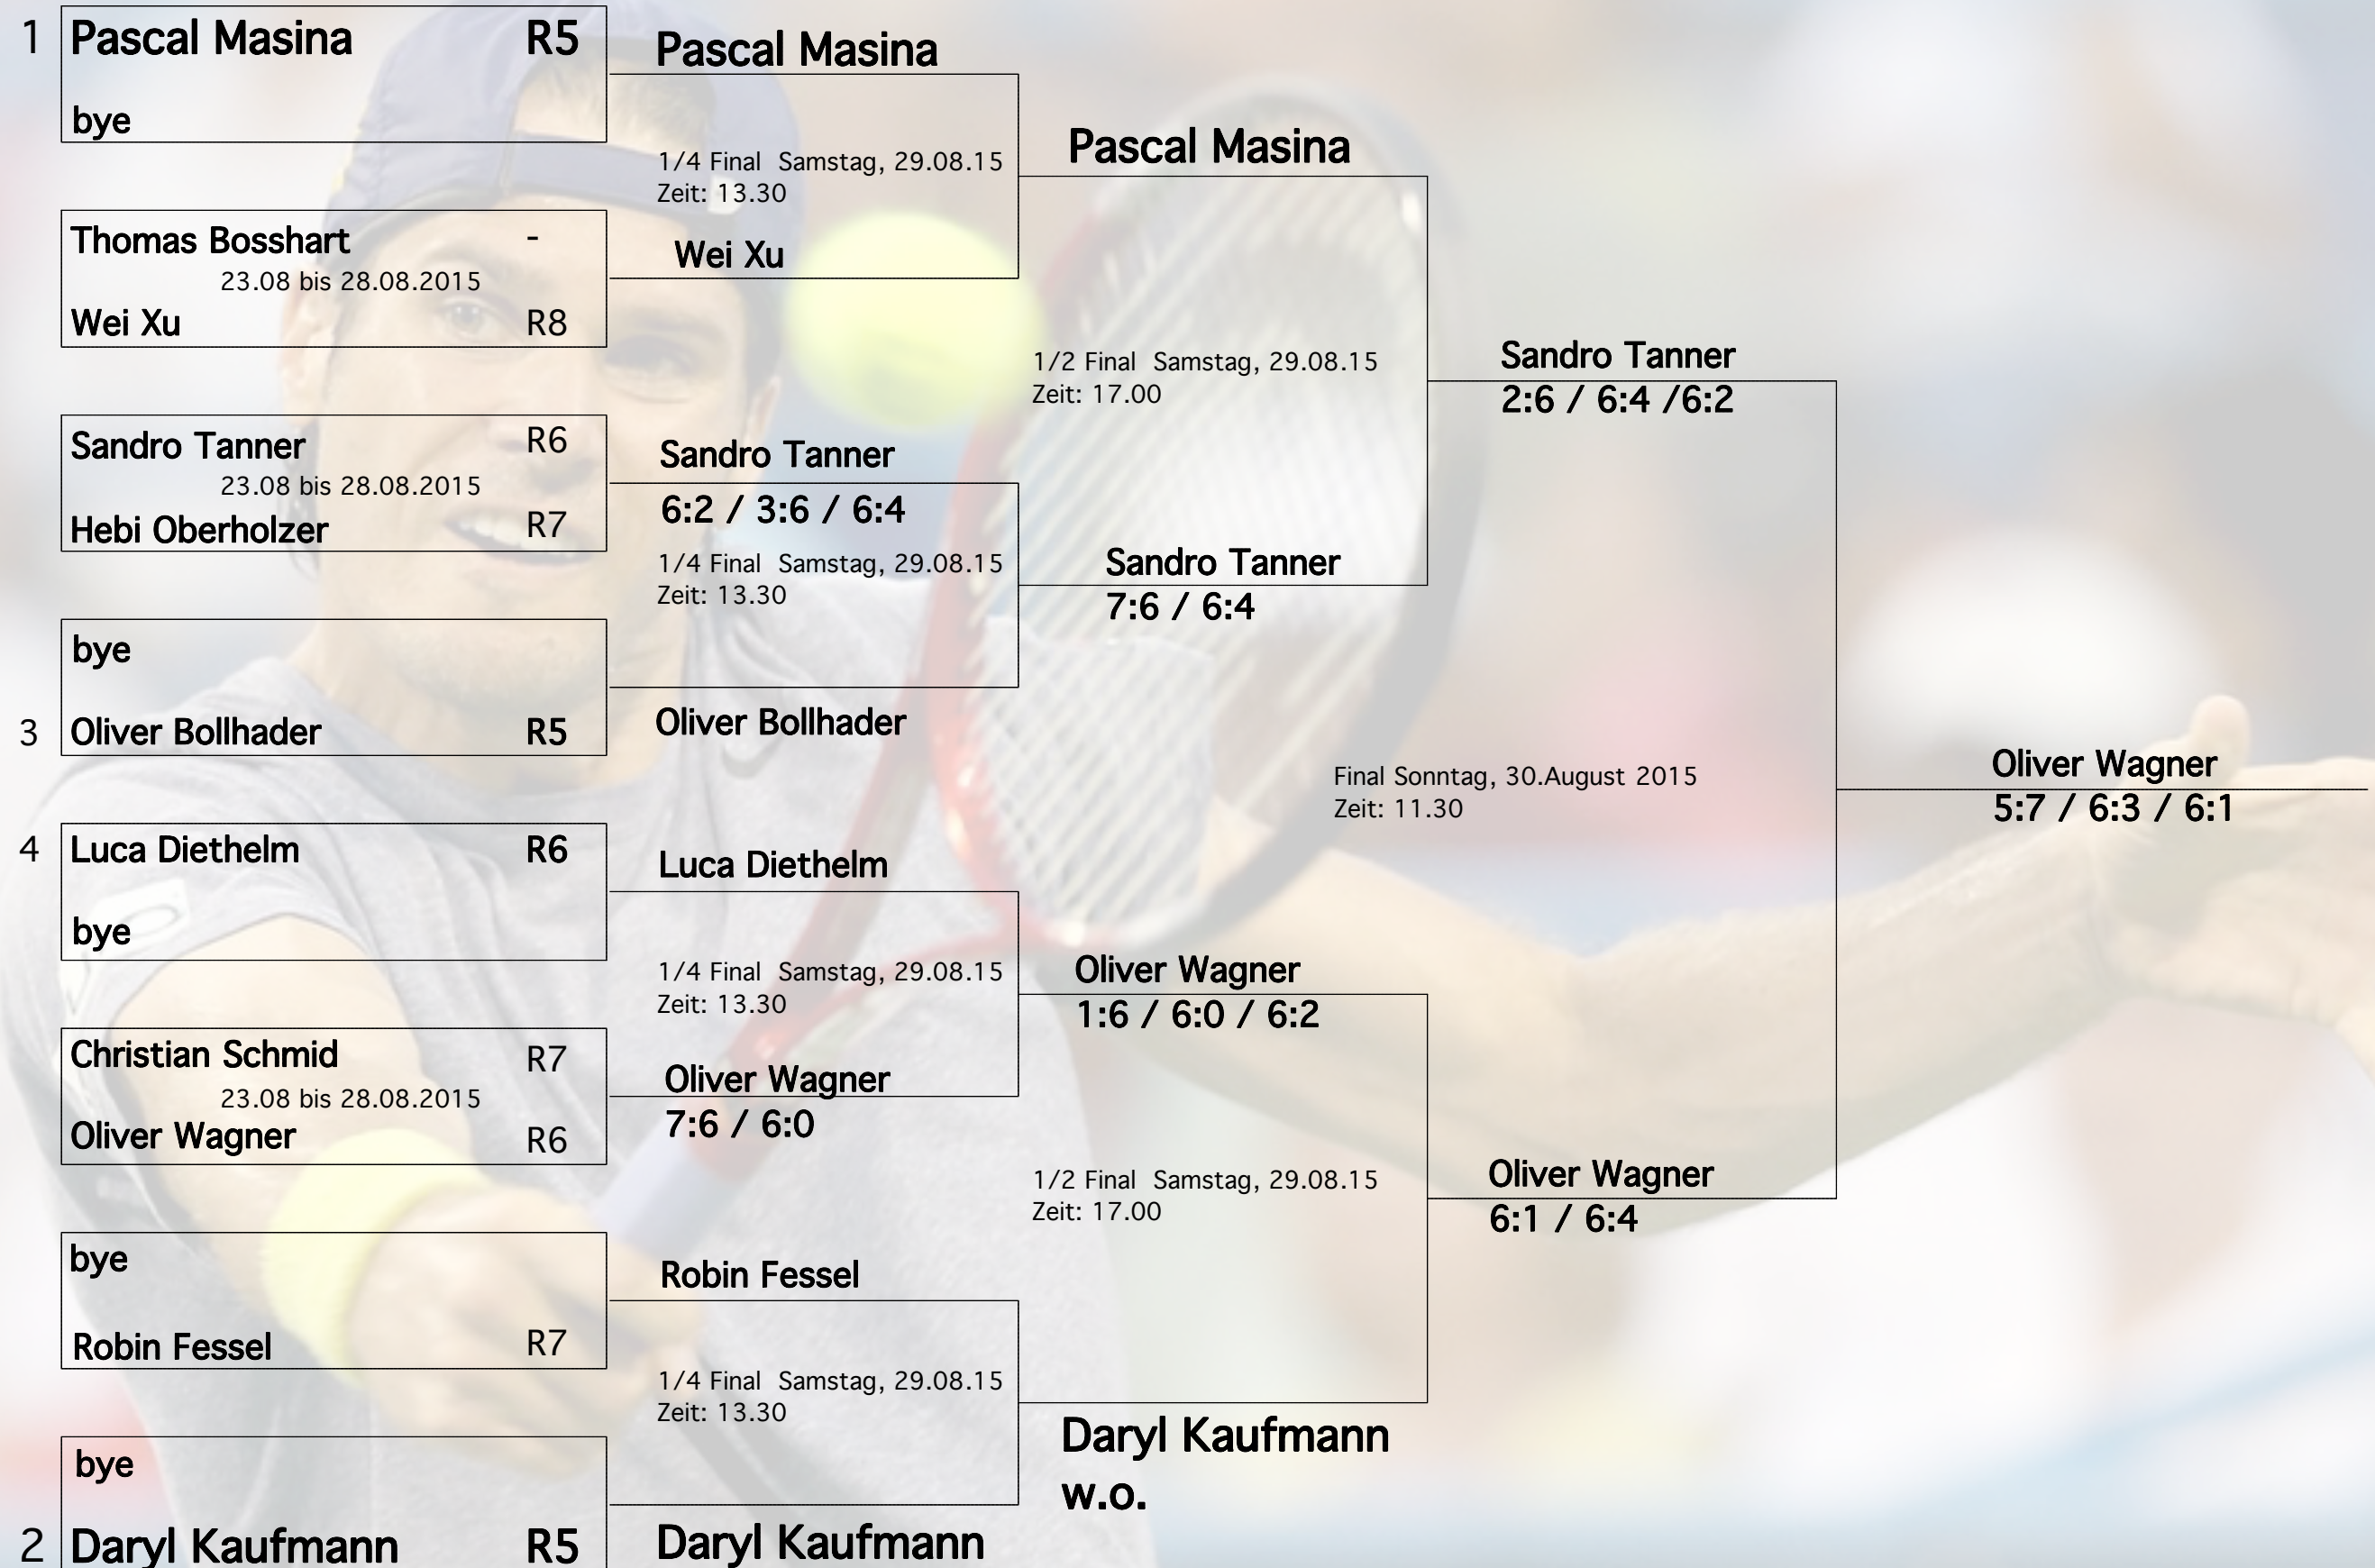 1 Pascal Masina R5
bye
Thomas Bosshart -
23.08 bis 28.08.2015
Wei Xu R8
Sandro Tanner R6
23.08 bis 28.08.2015
Hebi Oberholzer R7
bye
3 Oliver Bollhader R5
4 Luca Diethelm R6
bye
Christian Schmid R7
23.08 bis 28.08.2015
Oliver Wagner R6
bye
Robin Fessel R7
bye
2 Daryl Kaufmann R5
Pascal Masina
1/4 Final Samstag, 29.08.15
Zeit: 13.30
Wei Xu
Sandro Tanner
6:2 / 3:6 / 6:4
1/4 Final Samstag, 29.08.15
Zeit: 13.30
Oliver Bollhader
Luca Diethelm
1/4 Final Samstag, 29.08.15
Zeit: 13.30
Oliver Wagner
7:6 / 6:0
Robin Fessel
1/4 Final Samstag, 29.08.15
Zeit: 13.30
Daryl Kaufmann
Pascal Masina
1/2 Final Samstag, 29.08.15
Zeit: 17.00
Sandro Tanner
7:6 / 6:4
Oliver Wagner
1:6 / 6:0 / 6:2
1/2 Final Samstag, 29.08.15
Zeit: 17.00
Daryl Kaufmann
w.o.
Sandro Tanner
2:6 / 6:4 /6:2
Final Sonntag, 30.August 2015
Zeit: 11.30
Oliver Wagner
6:1 / 6:4
Oliver Wagner
5:7 / 6:3 / 6:1